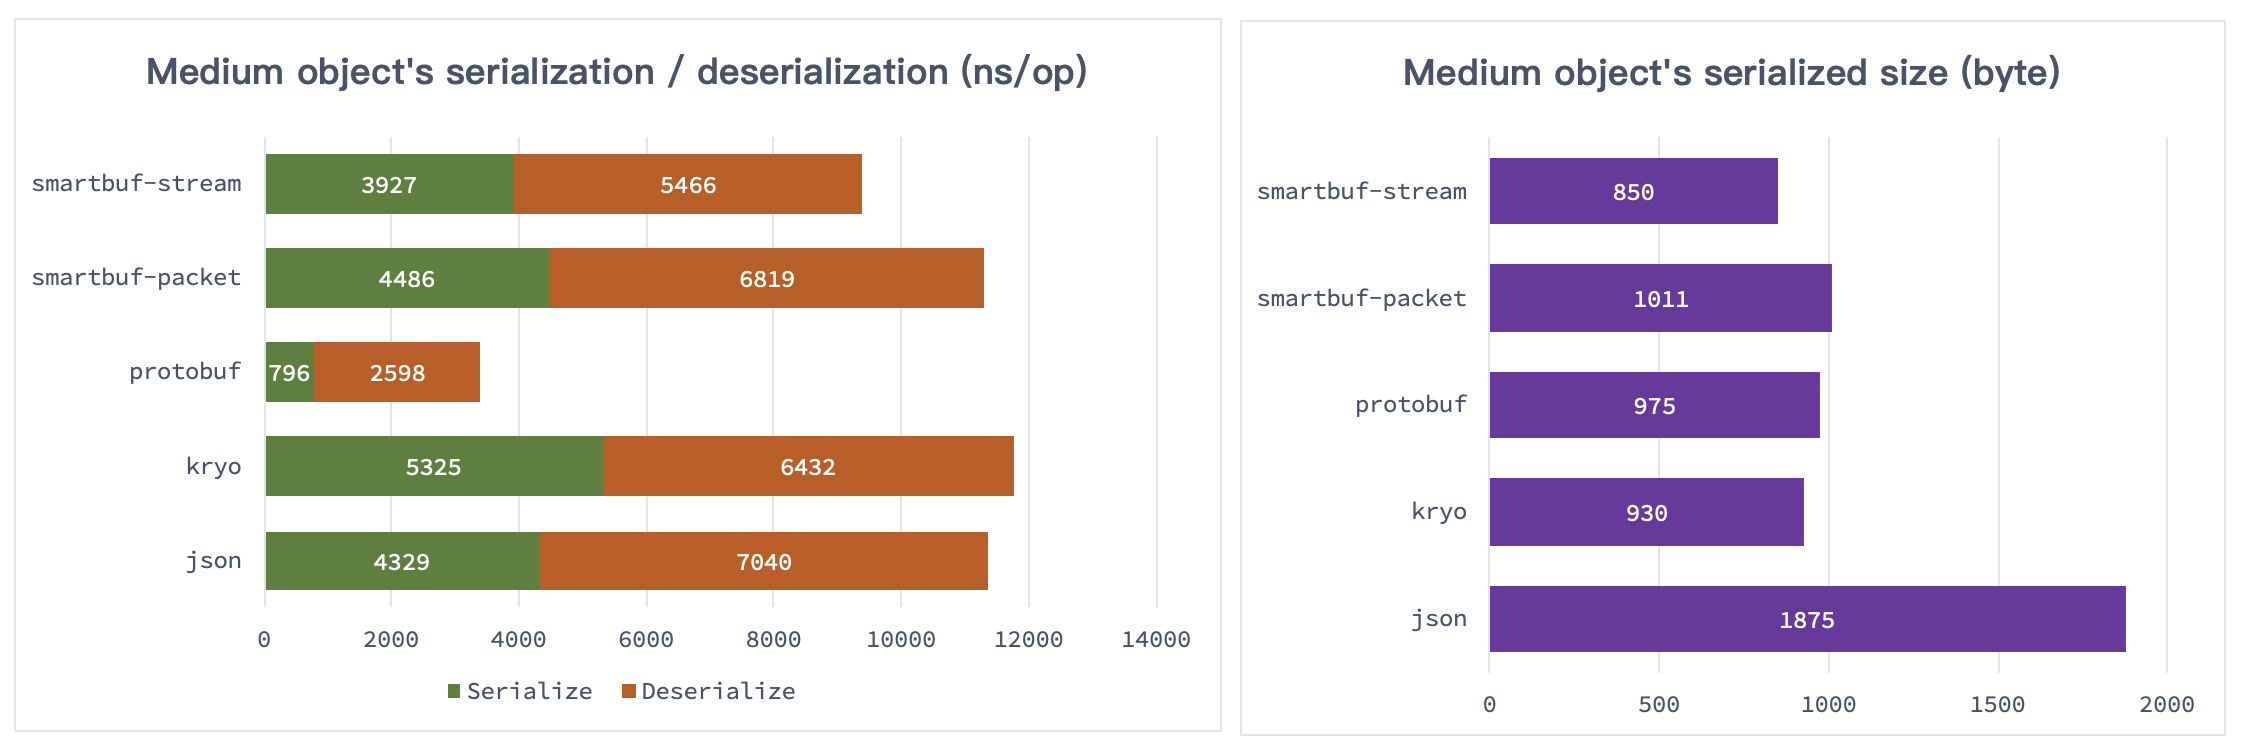 Medium object's serialization / deserialization (ns/op)
smartbuf-stream 3927 5466
smartbuf-packet 4486 6819
protobuf 796 2598
kryo 5325 6432
json 4329 7040
0 2000 4000 6000 8000 10000 12000 14000
Serialize Deserialize
Medium object's serialized size (byte)
smartbuf-stream 850
smartbuf-packet 1011
protobuf 975
kryo 930
json 1875
0 500 1000 1500 2000